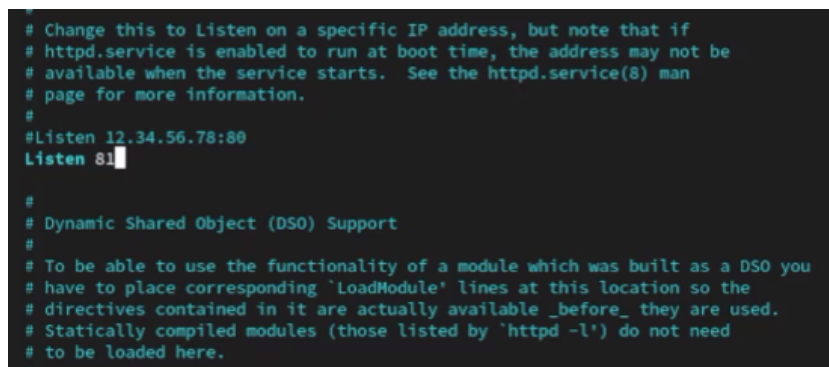 #
# Change this to Listen on a specific IP address, but note that if
# httpd.service is enabled to run at boot time, the address may not be
# available when the service starts.  See the httpd.service(8) man
# page for more information.
#
#Listen 12.34.56.78:80
Listen 81
#
# Dynamic Shared Object (DSO) Support
#
# To be able to use the functionality of a module which was built as a DSO you
# have to place corresponding `LoadModule' lines at this location so the
# directives contained in it are actually available _before_ they are used.
# Statically compiled modules (those listed by `httpd -l') do not need
# to be loaded here.